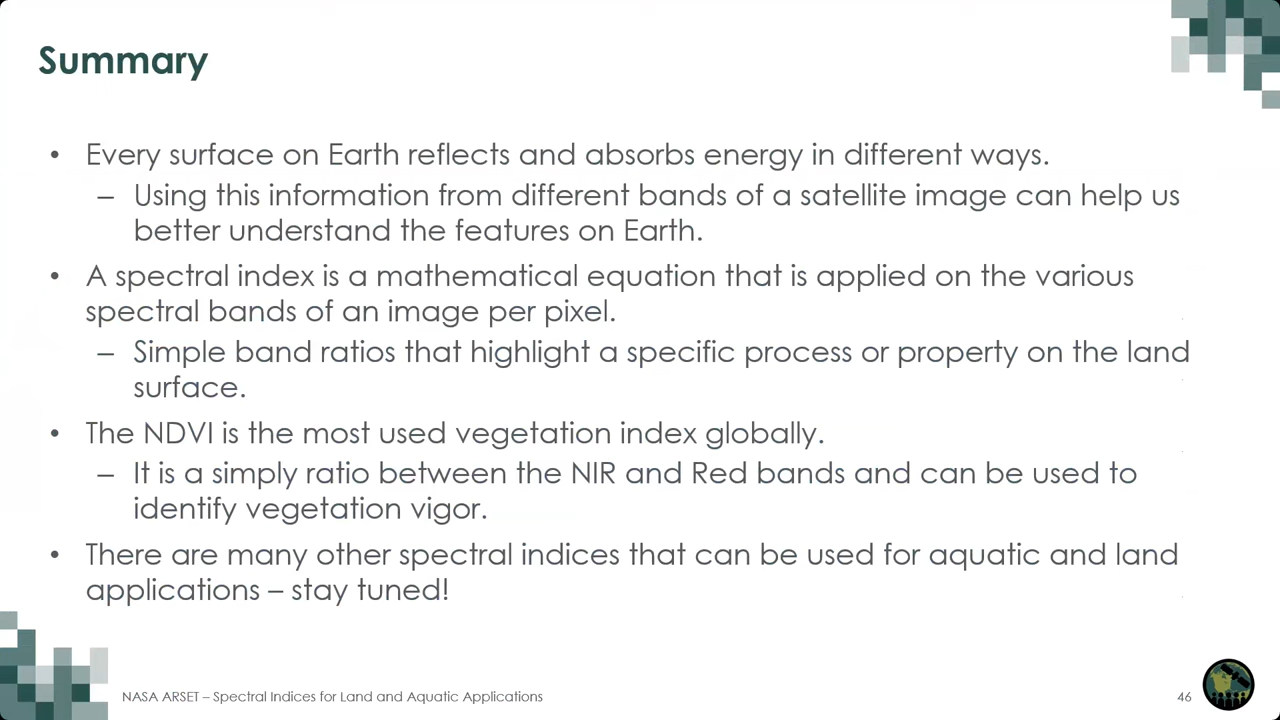 Summary
• Every surface on Earth reflects and absorbs energy in different ways.
– Using this information from different bands of a satellite image can help us
better understand the features on Earth.
• A spectral index is a mathematical equation that is applied on the various
spectral bands of an image per pixel.
– Simple band ratios that highlight a specific process or property on the land
surface.
• The NDVI is the most used vegetation index globally.
– It is a simply ratio between the NIR and Red bands and can be used to
identify vegetation vigor.
• There are many other spectral indices that can be used for aquatic and land
applications – stay tuned!
NASA ARSET – Spectral Indices for Land and Aquatic Applications
46